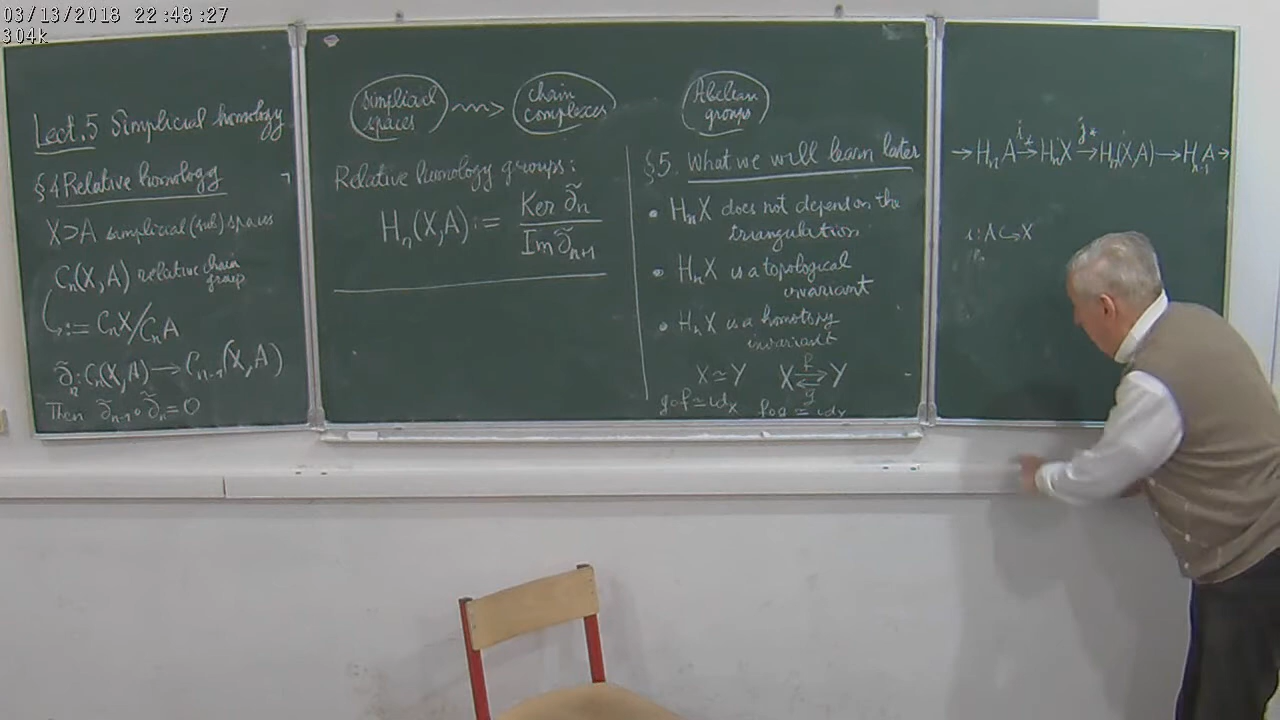 03/13/2018 22:48:27
304k
Lect.5 Simplicial homology
§4 Relative homology
X⊃A simplicial (sub) spaces
Cₙ(X,A) relative chain
group
:= CₙX/CₙA
∂̃ₙ: Cₙ(X,A) → Cₙ₋₁(X,A)
Then ∂̃ₙ₋₁∘∂̃ₙ=0
simplicial
spaces
chain
complexes
Abelian
groups
Relative homology groups:
Hₙ(X,A) := Ker ∂̃ₙ / Im ∂̃ₙ₊₁
§5. What we will learn later
• HₙX does not depend on the
triangulation
• HₙX is a topological
invariant
• HₙX is a homotopy
invariant
X≃Y X ⇄ Y
f
g
g∘f≃idₓ f∘g≃idᵧ
→ HₙA →i* HₙX →j* Hₙ(X,A) → Hₙ₋₁A →
i: A↪X